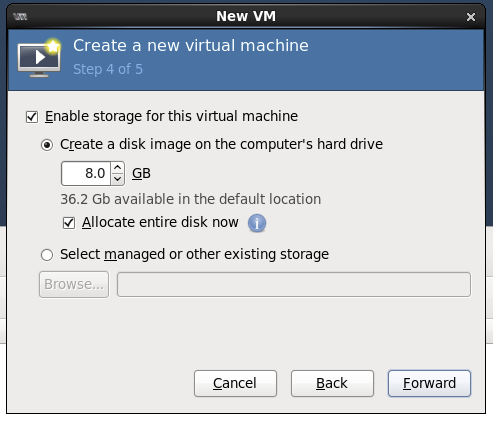 VM
New VM
Create a new virtual machine
Step 4 of 5
Enable storage for this virtual machine
Create a disk image on the computer's hard drive
8.0 GB
36.2 Gb available in the default location
Allocate entire disk now
Select managed or other existing storage
Browse...
Cancel Back Forward